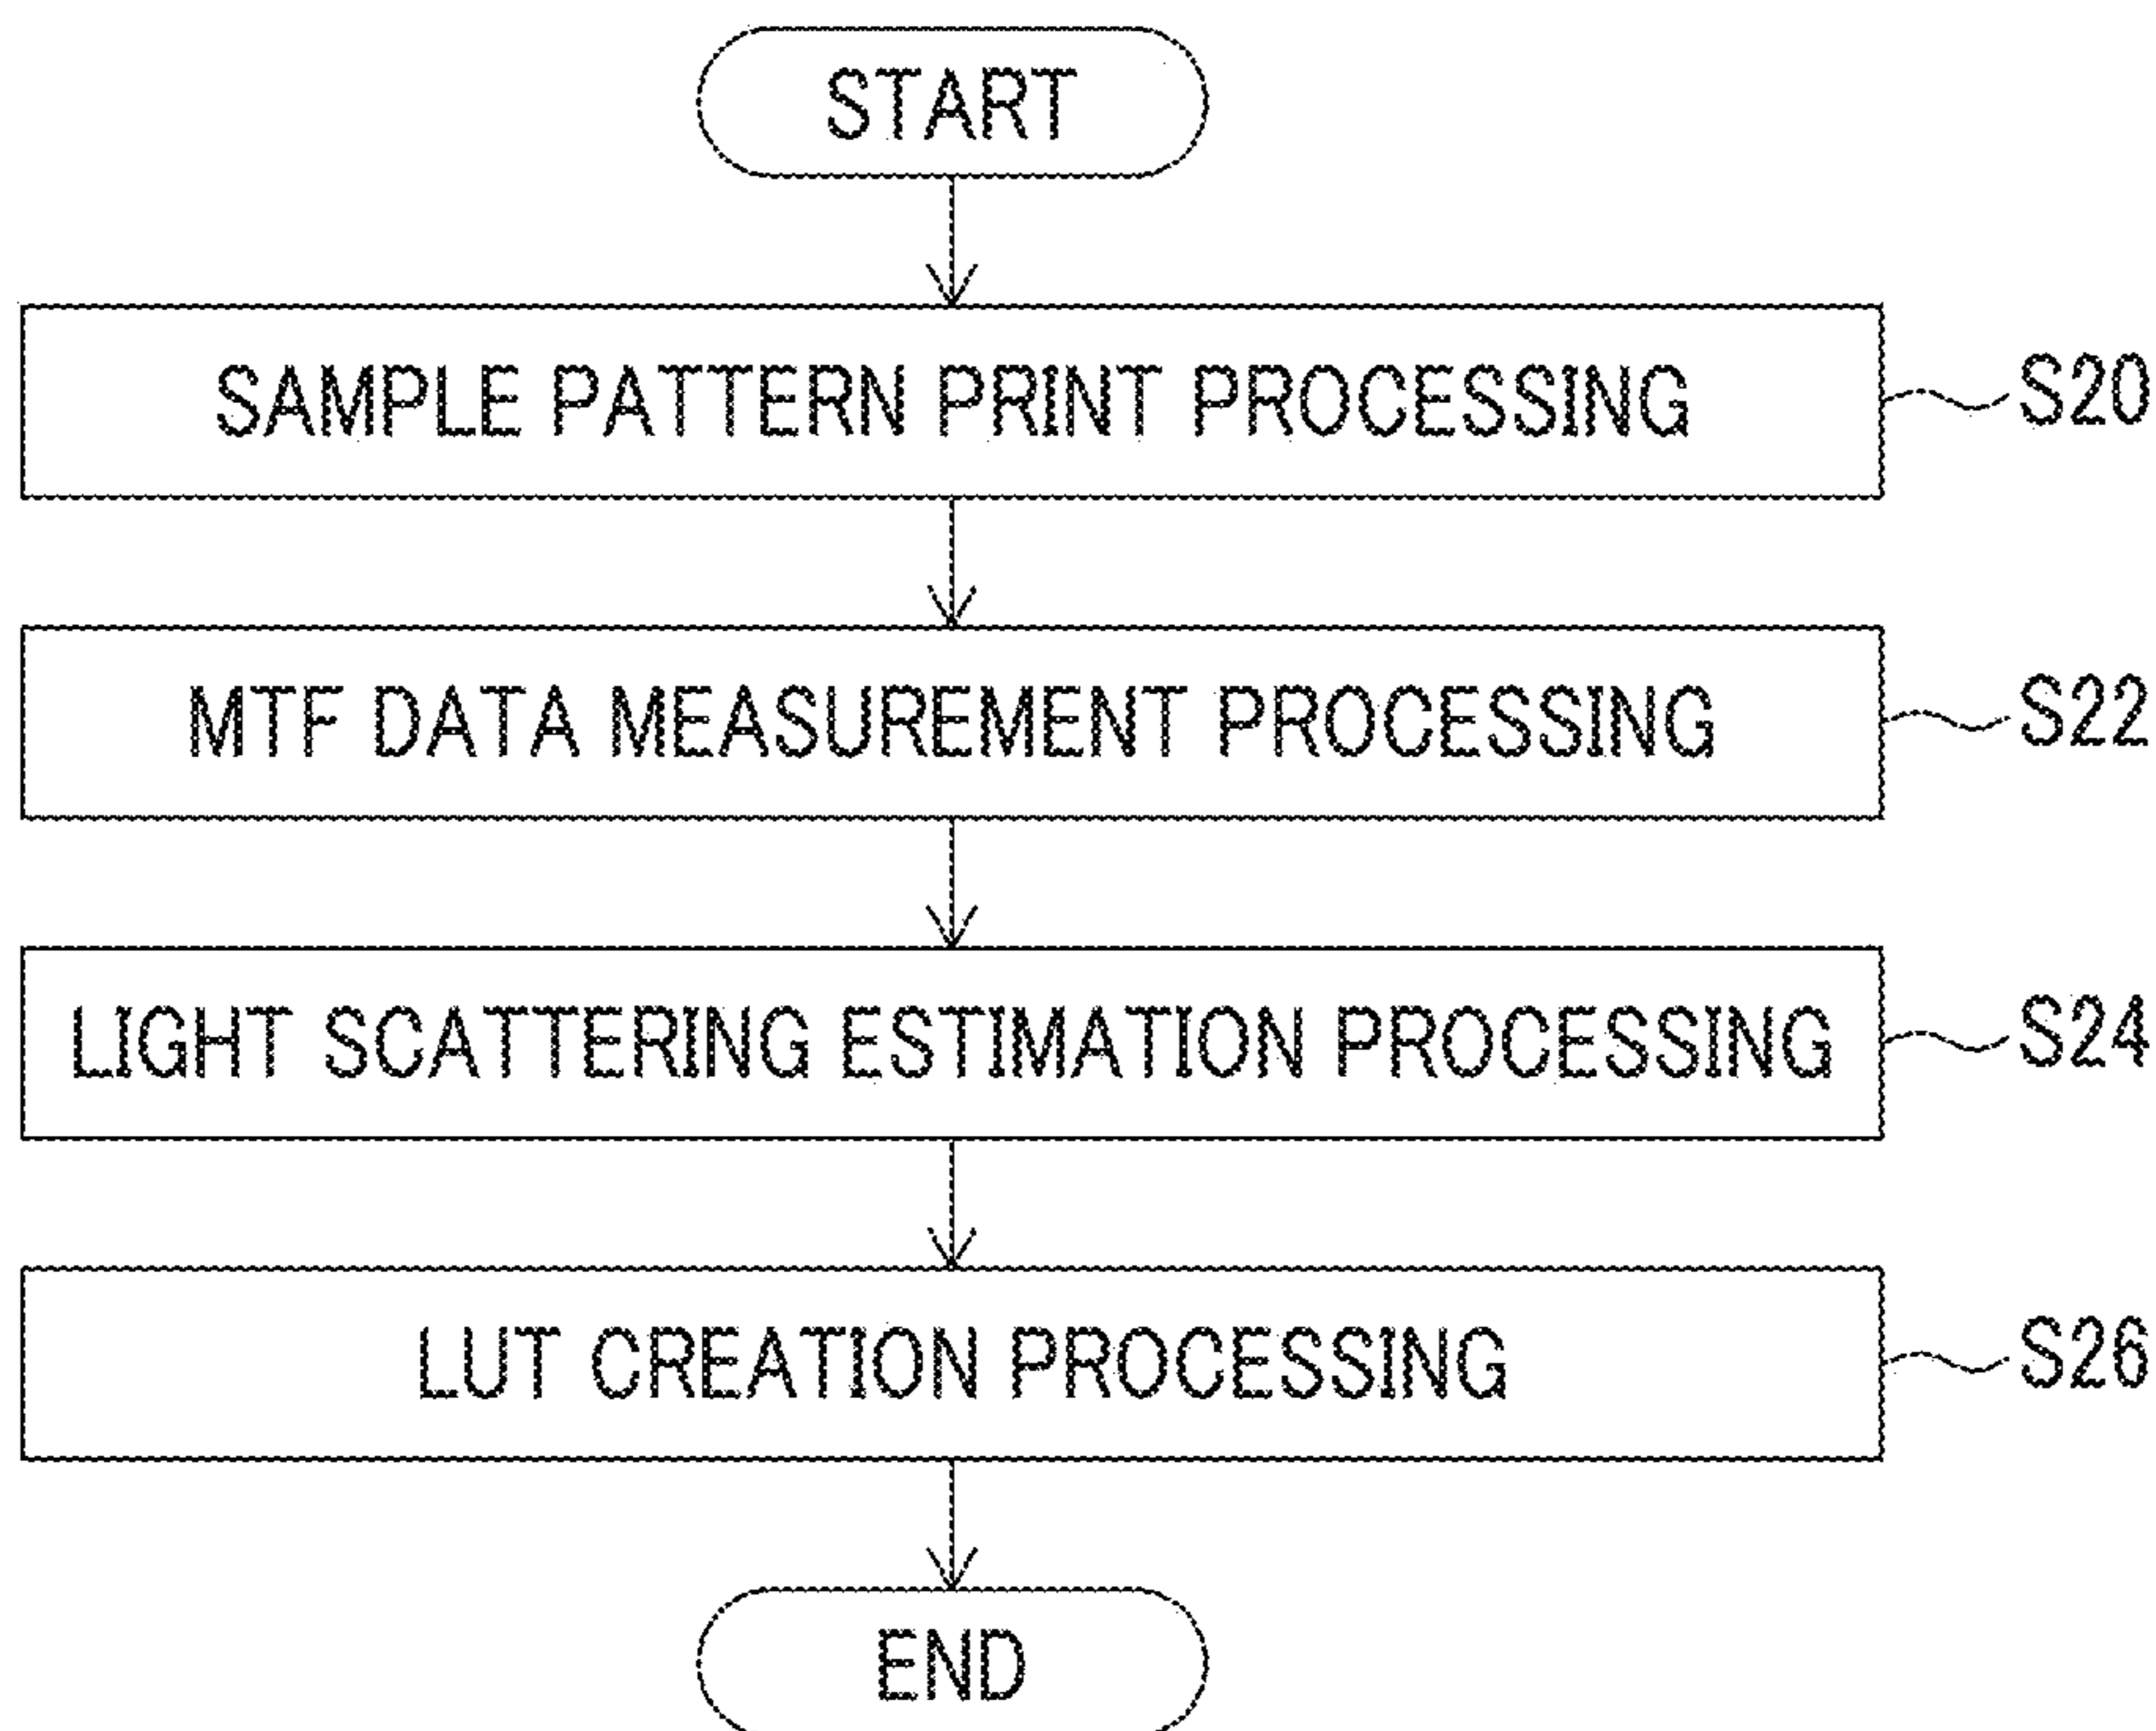 START
SAMPLE PATTERN PRINT PROCESSING S20
MTF DATA MEASUREMENT PROCESSING S22
LIGHT SCATTERING ESTIMATION PROCESSING S24
LUT CREATION PROCESSING S26
END